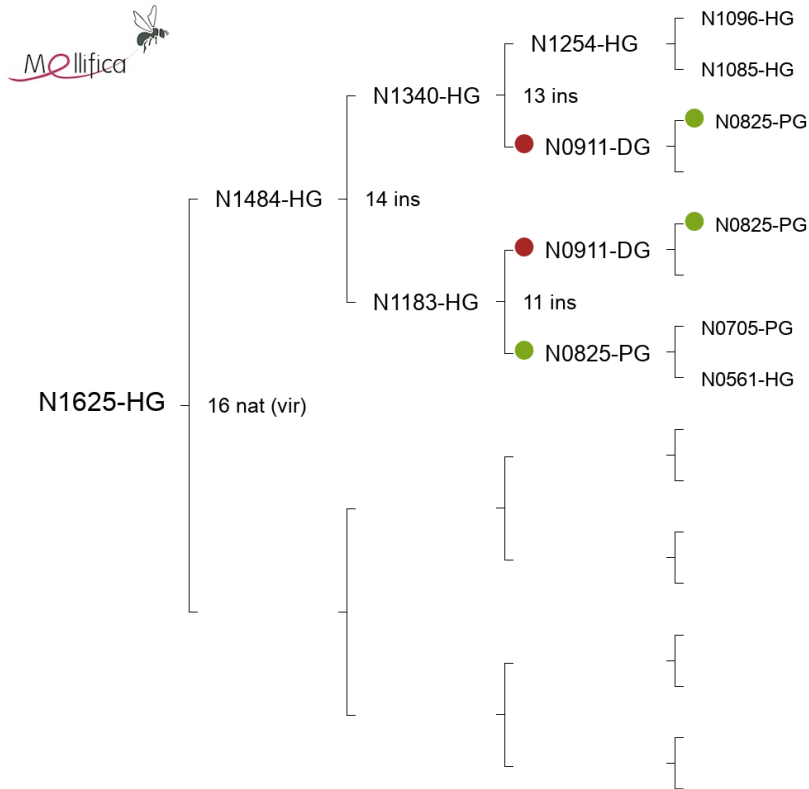 Mellifica
N1096-HG
N1254-HG
N1085-HG
N1340-HG
13 ins
N0825-PG
N0911-DG
N1484-HG
14 ins
N0825-PG
N0911-DG
N1183-HG
11 ins
N0705-PG
N0825-PG
N0561-HG
N1625-HG
16 nat (vir)